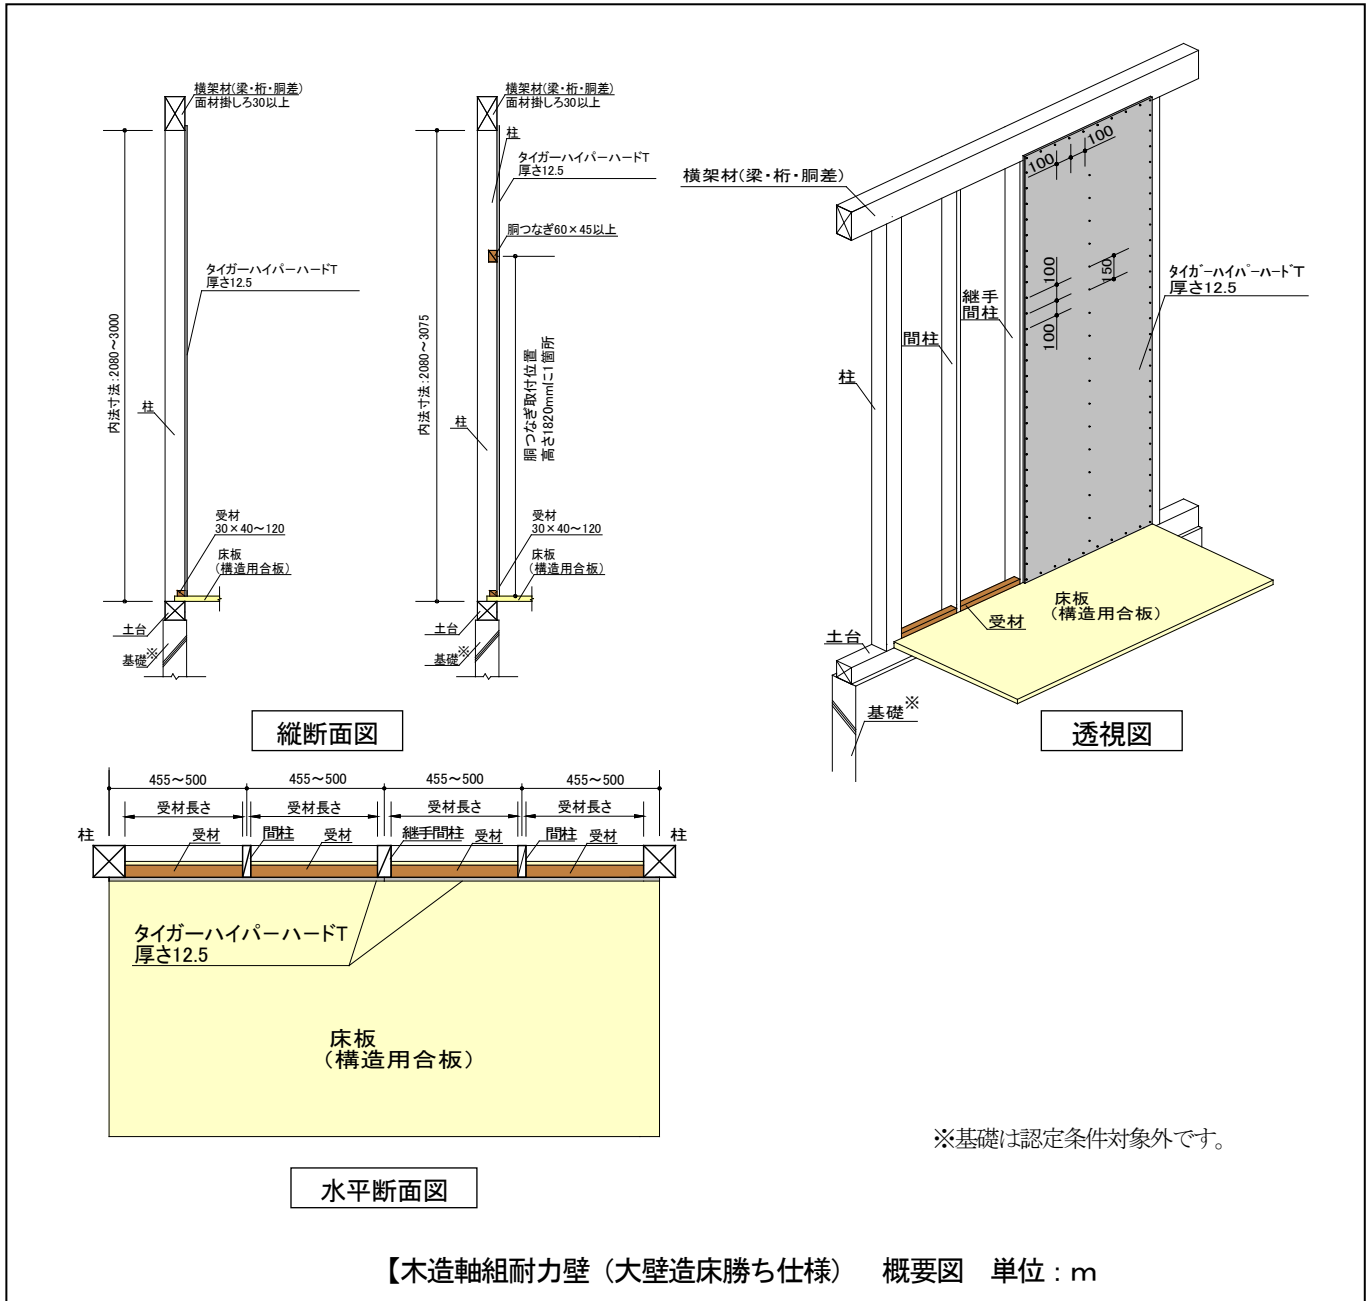 横架材(梁・桁・胴差)
面材掛しろ30以上
タイガーハイパーハードT
厚さ12.5
内法寸法:2080～3000
柱
受材
30×40～120
床板
(構造用合板)
土台
基礎※
横架材(梁・桁・胴差)
面材掛しろ30以上
柱
タイガーハイパーハードT
厚さ12.5
胴つなぎ60×45以上
内法寸法:2080～3075
胴つなぎ取付位置
高さ1820mmに1箇所
柱
受材
30×40～120
床板
(構造用合板)
土台
基礎※
縦断面図
横架材(梁・桁・胴差)
100
100
100
150
100
タイガーハイパーハードT
厚さ12.5
継手
間柱
間柱
柱
床板
(構造用合板)
受材
土台
基礎※
透視図
455～500
455～500
455～500
455～500
受材長さ
受材長さ
受材長さ
受材長さ
柱
受材
間柱
受材
継手間柱
受材
間柱
受材
柱
タイガーハイパーハードT
厚さ12.5
床板
(構造用合板)
水平断面図
※基礎は認定条件対象外です。
【木造軸組耐力壁（大壁造床勝ち仕様）　概要図　単位：ｍ